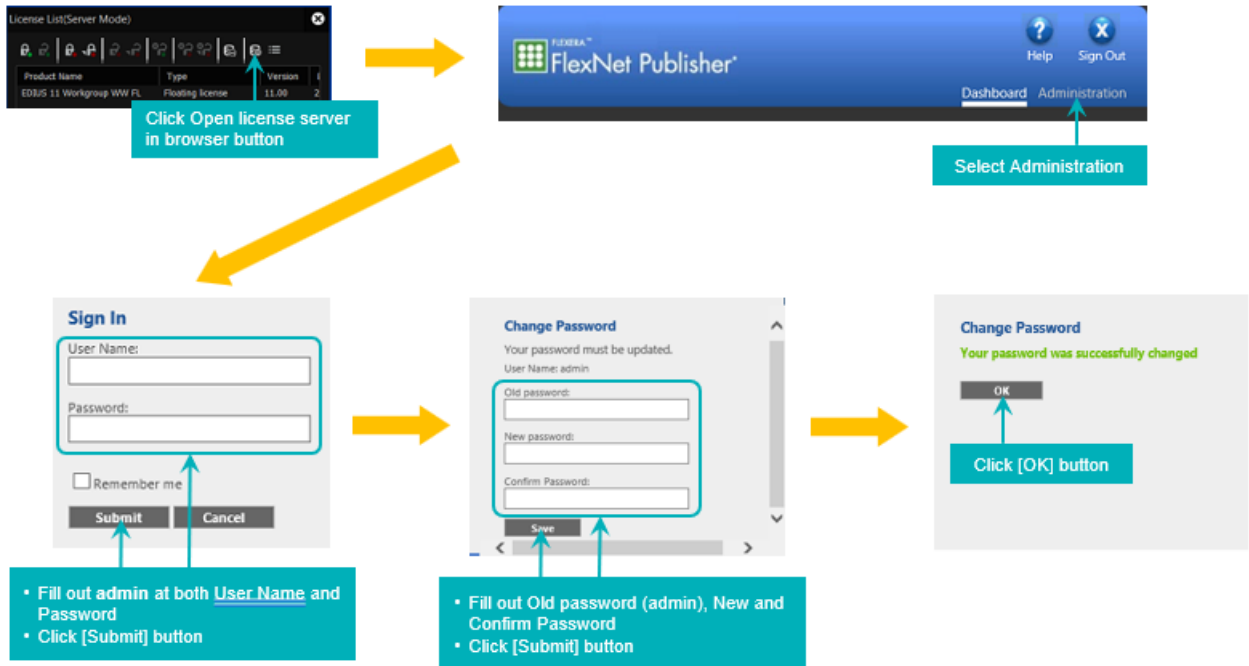 License List(Server Mode)
Product Name Type Version
EDIUS 11 Workgroup WW FL Floating license 11.00 2
Click Open license server
in browser button
FLEXERA™
FlexNet Publisher
Help Sign Out
Dashboard Administration
Select Administration
Sign In
User Name:
Password:
Remember me
Submit Cancel
• Fill out admin at both User Name and
Password
• Click [Submit] button
Change Password
Your password must be updated.
User Name: admin
Old password:
New password:
Confirm Password:
Save
• Fill out Old password (admin), New and
Confirm Password
• Click [Submit] button
Change Password
Your password was successfully changed
OK
Click [OK] button